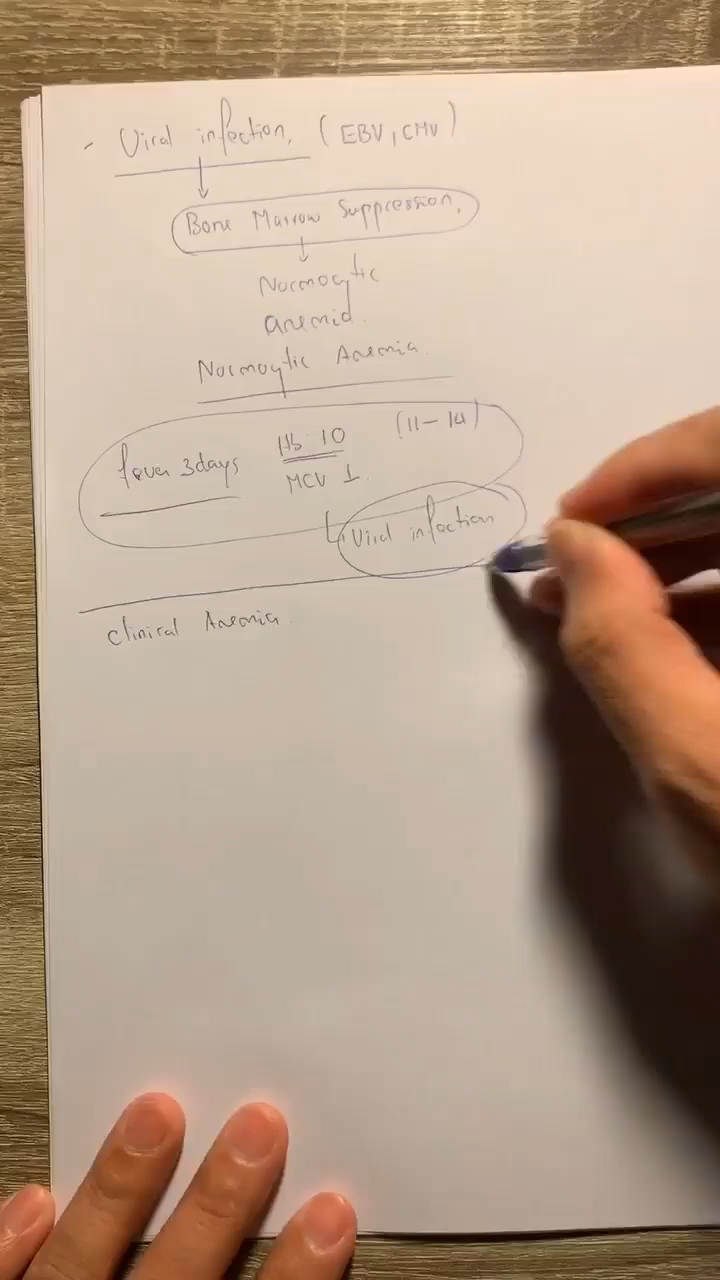 - Viral infection, (EBV, CMV)
Bone Marrow Suppression,
Normocytic
anemia.
Normocytic Anemia
fever 3days Hb 10 (11-14)
MCV
Viral infection
clinical Anemia.